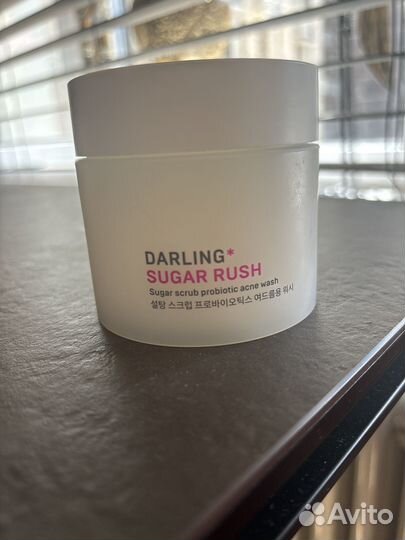 DARLING*
SUGAR RUSH
Sugar scrub probiotic acne wash
설탕 스크럽 프로바이오틱스 여드름용 워시
Avito